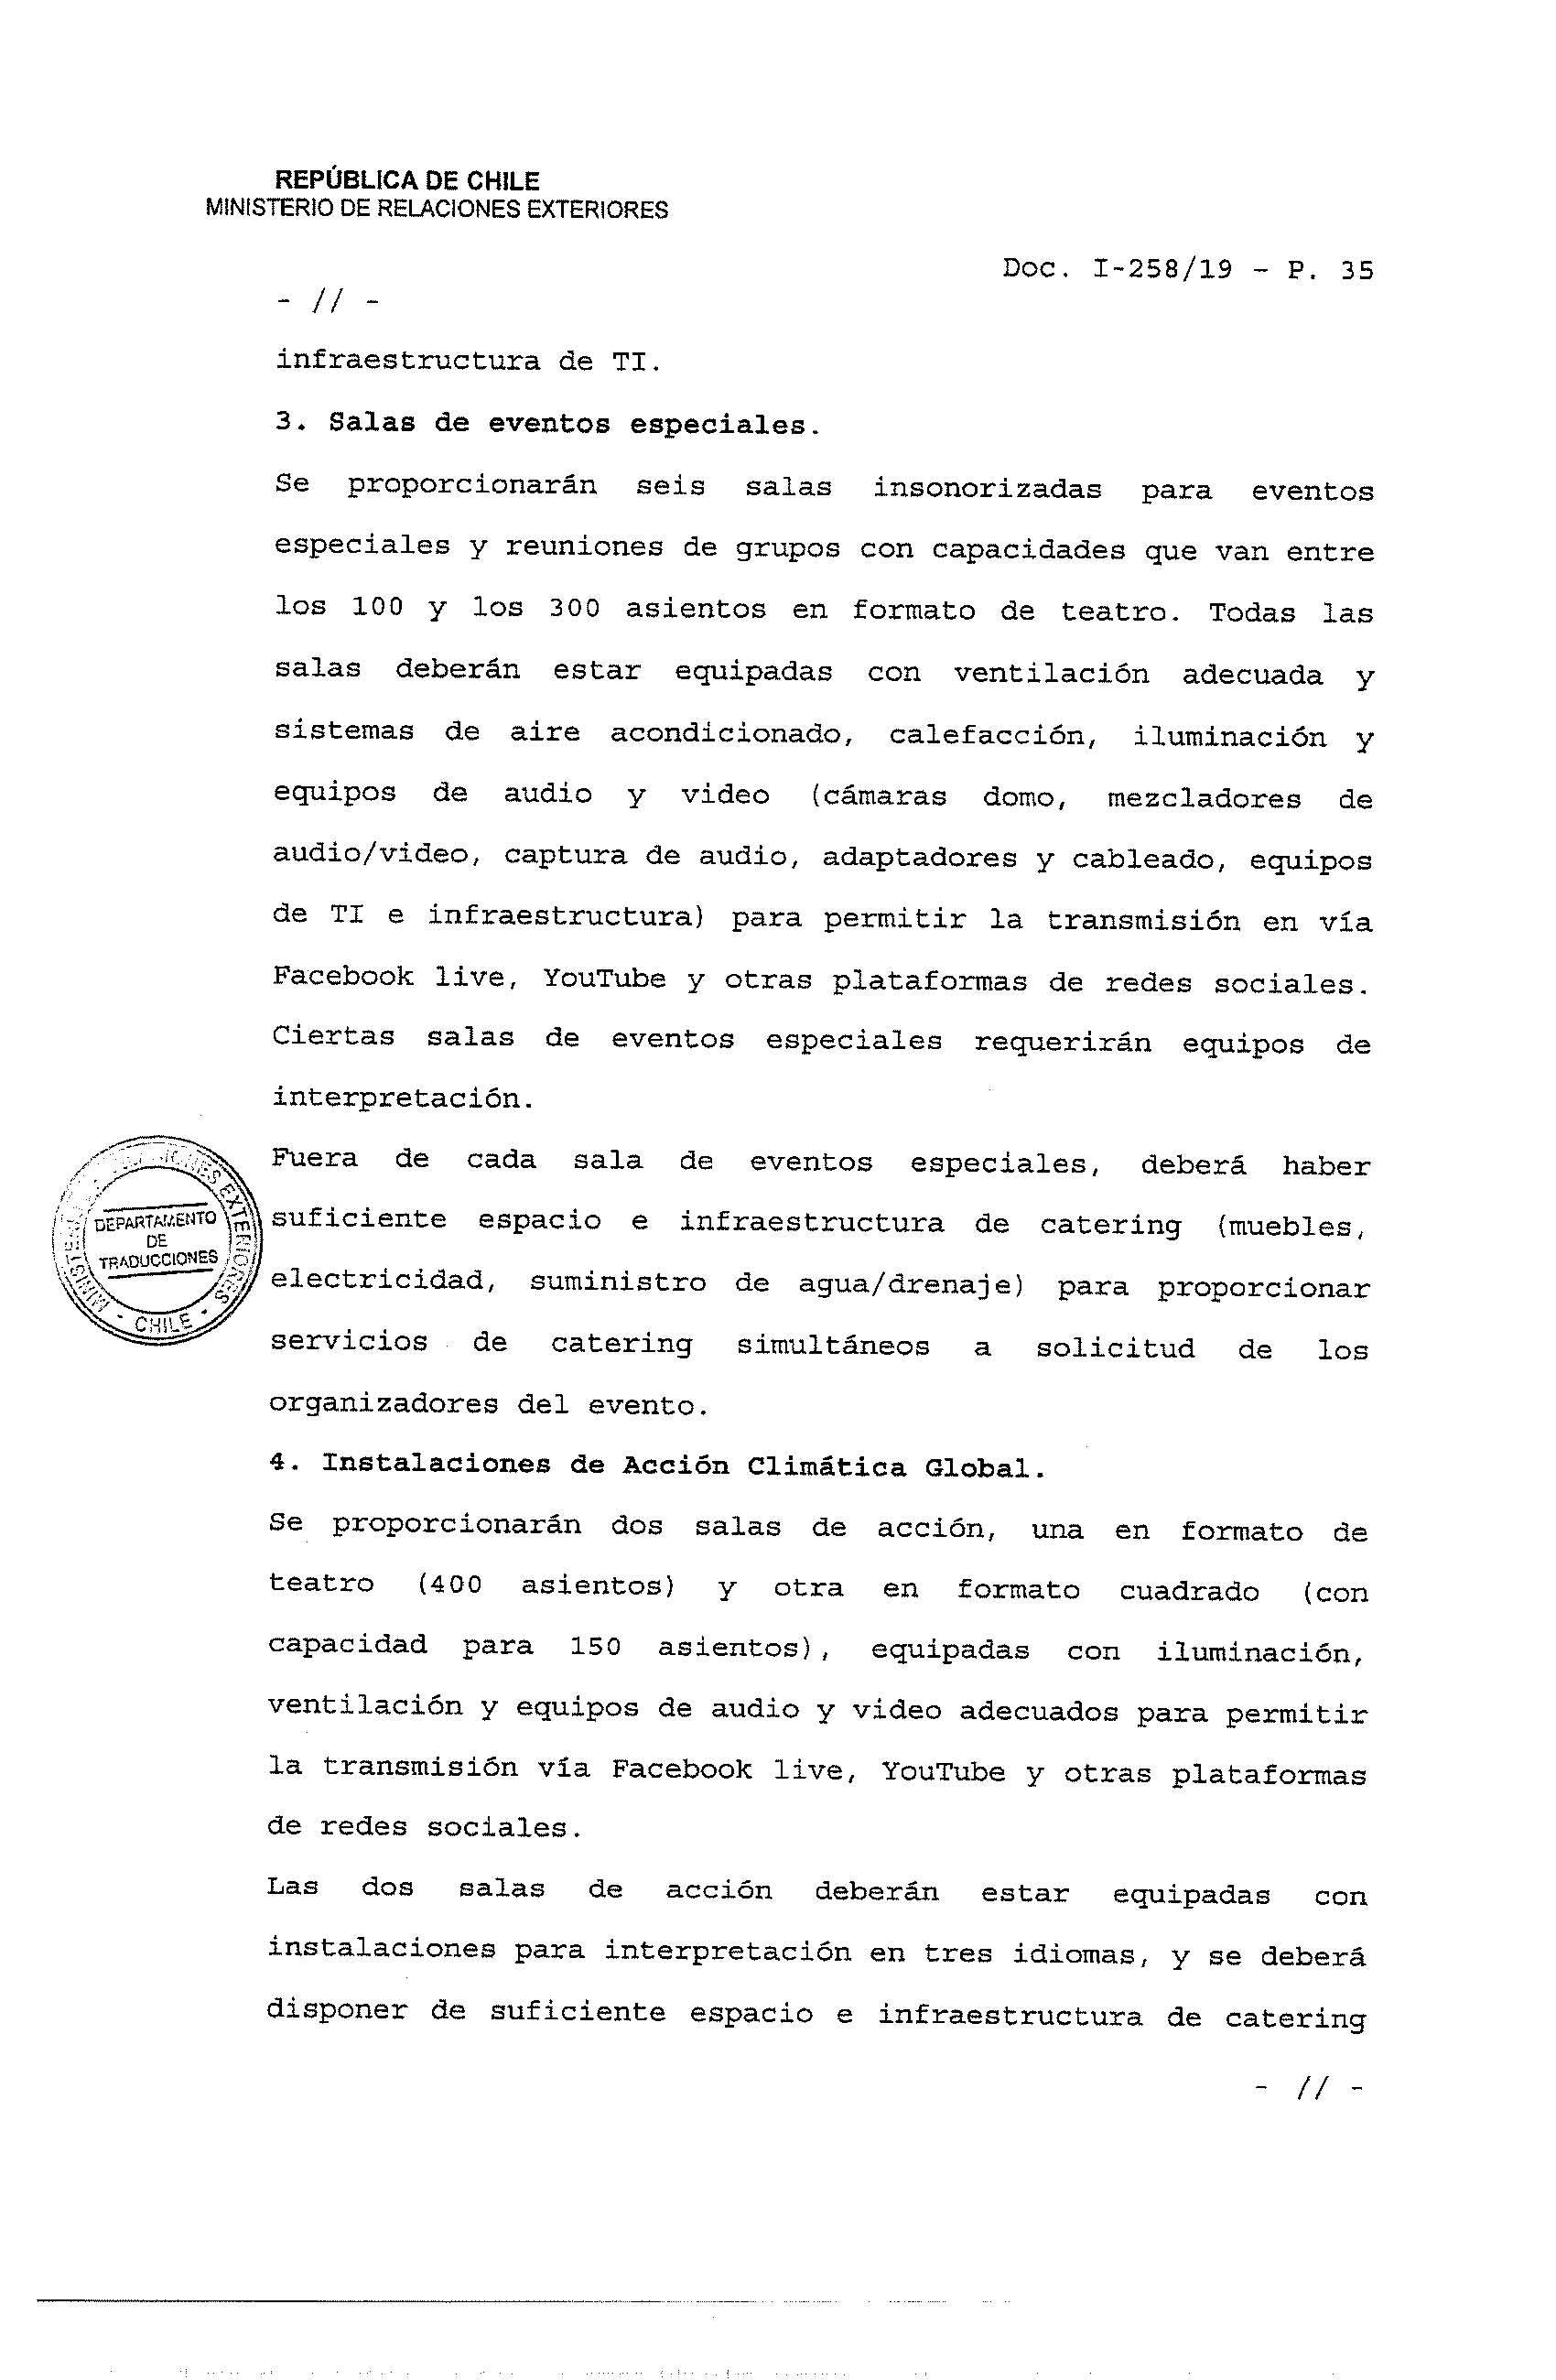 REPÚBLICA DE CHILE
MINISTERIO DE RELACIONES EXTERIORES
Doc. I-258/19 - P. 35
- // -
infraestructura de TI.
3. Salas de eventos especiales.
Se proporcionarán seis salas insonorizadas para eventos
especiales y reuniones de grupos con capacidades que van entre
los 100 y los 300 asientos en formato de teatro. Todas las
salas deberán estar equipadas con ventilación adecuada y
sistemas de aire acondicionado, calefacción, iluminación y
equipos de audio y video (cámaras domo, mezcladores de
audio/video, captura de audio, adaptadores y cableado, equipos
de TI e infraestructura) para permitir la transmisión en vía
Facebook live, YouTube y otras plataformas de redes sociales.
Ciertas salas de eventos especiales requerirán equipos de
interpretación.
Fuera de cada sala de eventos especiales, deberá haber
suficiente espacio e infraestructura de catering (muebles,
electricidad, suministro de agua/drenaje) para proporcionar
servicios de catering simultáneos a solicitud de los
organizadores del evento.
4. Instalaciones de Acción Climática Global.
Se proporcionarán dos salas de acción, una en formato de
teatro (400 asientos) y otra en formato cuadrado (con
capacidad para 150 asientos), equipadas con iluminación,
ventilación y equipos de audio y video adecuados para permitir
la transmisión vía Facebook live, YouTube y otras plataformas
de redes sociales.
Las dos salas de acción deberán estar equipadas con
instalaciones para interpretación en tres idiomas, y se deberá
disponer de suficiente espacio e infraestructura de catering
- // -
EXTERIORES
DEPARTAMENTO
DE
TRADUCCIONES
- CHILE -